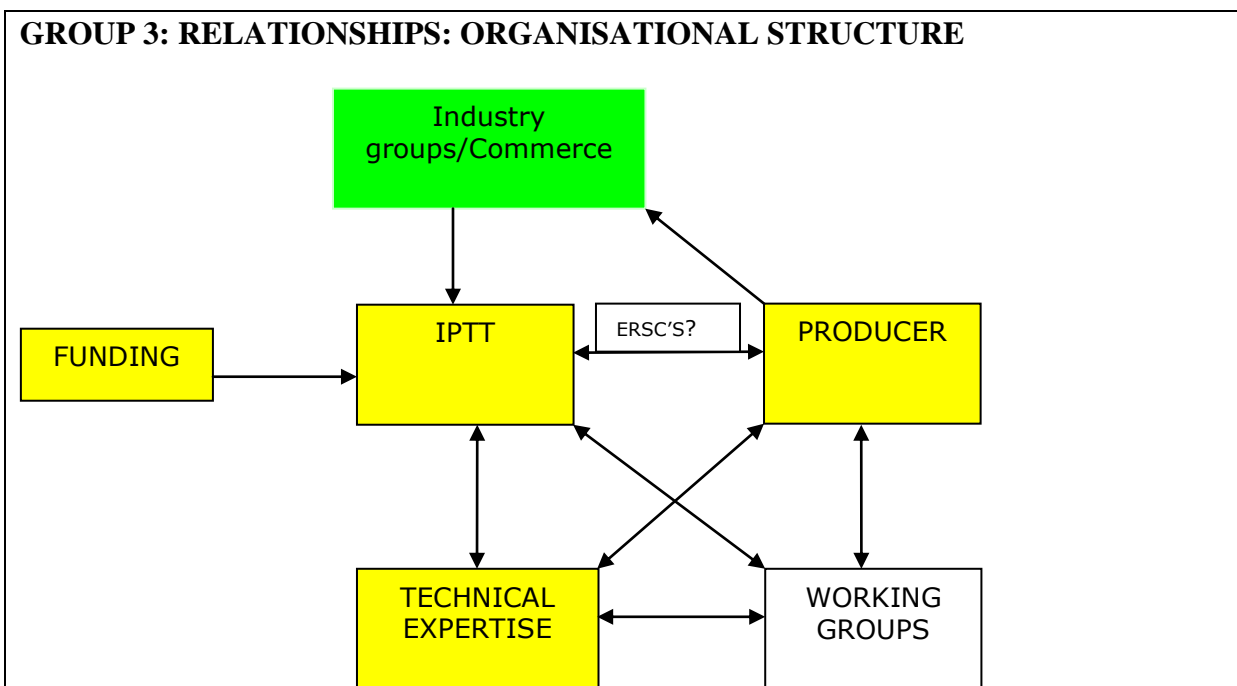 GROUP 3: RELATIONSHIPS: ORGANISATIONAL STRUCTURE
Industry
groups/Commerce
FUNDING
IPTT
ERSC'S?
PRODUCER
TECHNICAL
EXPERTISE
WORKING
GROUPS